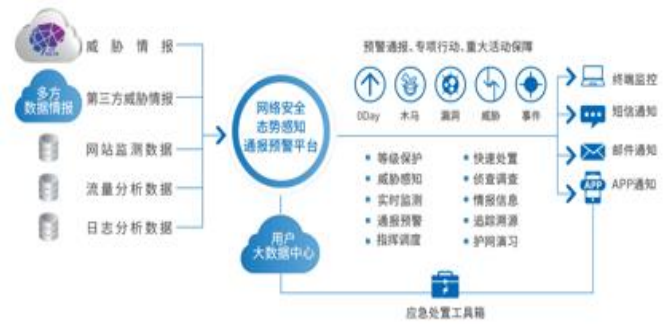 威胁情报
多方
数据情报
第三方威胁情报
网站监测数据
流量分析数据
日志分析数据
网络安全
态势感知
通报预警平台
用户
大数据中心
预警通报、专项行动、重大活动保障
0Day
木马
漏洞
威胁
事件
等级保护
威胁感知
实时监测
通报预警
指挥调度
快速处置
侦查调查
情报信息
追踪溯源
护网演习
终端监控
短信通知
邮件通知
APP
APP通知
应急处置工具箱